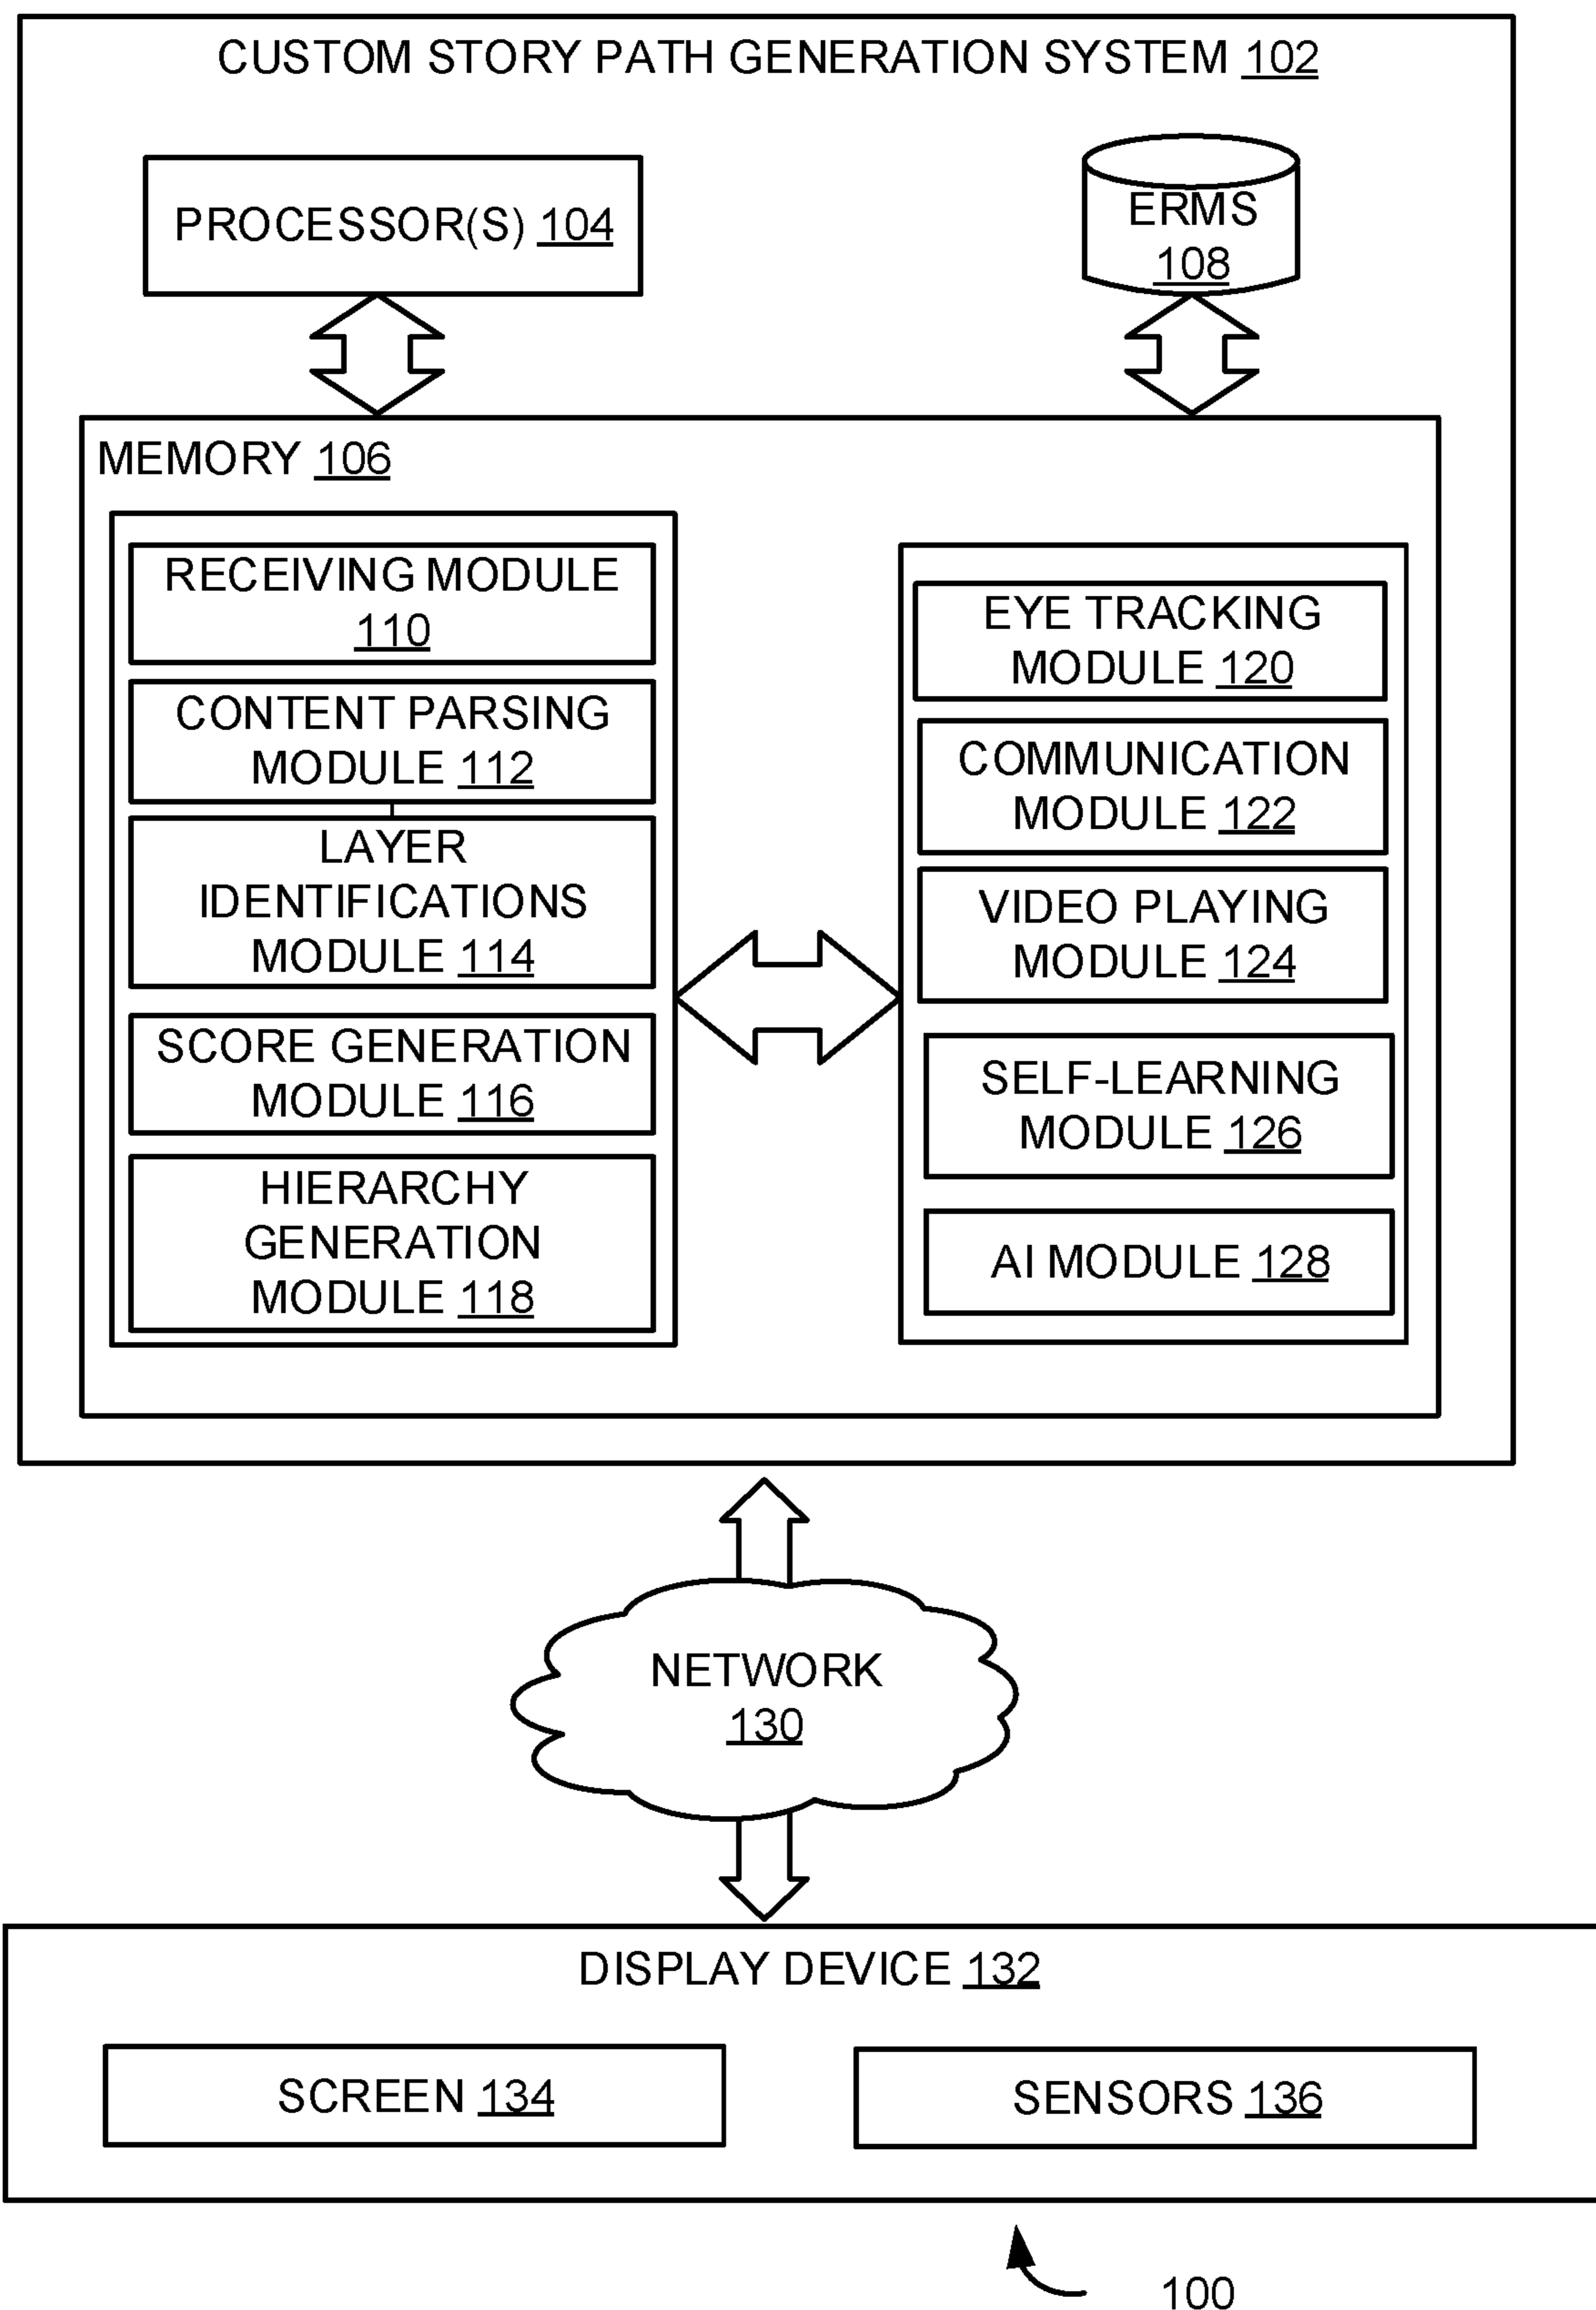 CUSTOM STORY PATH GENERATION SYSTEM 102
PROCESSOR(S) 104
ERMS
108
MEMORY 106
RECEIVING MODULE
110
CONTENT PARSING
MODULE 112
LAYER
IDENTIFICATIONS
MODULE 114
SCORE GENERATION
MODULE 116
HIERARCHY
GENERATION
MODULE 118
EYE TRACKING
MODULE 120
COMMUNICATION
MODULE 122
VIDEO PLAYING
MODULE 124
SELF-LEARNING
MODULE 126
AI MODULE 128
NETWORK
130
DISPLAY DEVICE 132
SCREEN 134
SENSORS 136
100